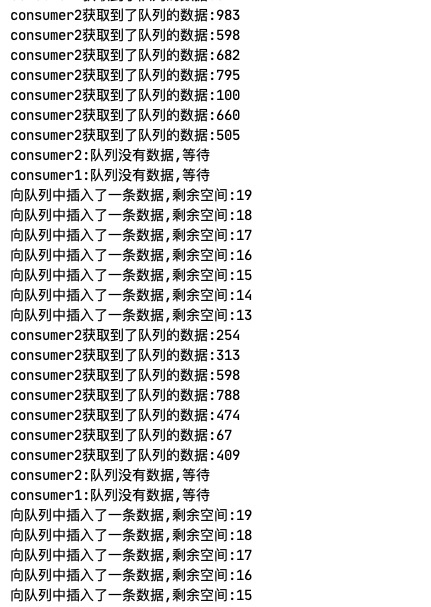 consumer2获取到了队列的数据:983
consumer2获取到了队列的数据:598
consumer2获取到了队列的数据:682
consumer2获取到了队列的数据:795
consumer2获取到了队列的数据:100
consumer2获取到了队列的数据:660
consumer2获取到了队列的数据:505
consumer2:队列没有数据,等待
consumer1:队列没有数据,等待
向队列中插入了一条数据,剩余空间:19
向队列中插入了一条数据,剩余空间:18
向队列中插入了一条数据,剩余空间:17
向队列中插入了一条数据,剩余空间:16
向队列中插入了一条数据,剩余空间:15
向队列中插入了一条数据,剩余空间:14
向队列中插入了一条数据,剩余空间:13
consumer2获取到了队列的数据:254
consumer2获取到了队列的数据:313
consumer2获取到了队列的数据:598
consumer2获取到了队列的数据:788
consumer2获取到了队列的数据:474
consumer2获取到了队列的数据:67
consumer2获取到了队列的数据:409
consumer2:队列没有数据,等待
consumer1:队列没有数据,等待
向队列中插入了一条数据,剩余空间:19
向队列中插入了一条数据,剩余空间:18
向队列中插入了一条数据,剩余空间:17
向队列中插入了一条数据,剩余空间:16
向队列中插入了一条数据,剩余空间:15